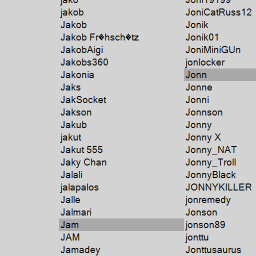 jako
jakob
Jakob
Jakob Fr�hsch�tz
JakobAigi
Jakobs360
Jakonia
Jaks
JakSocket
Jakson
Jakub
jakut
Jakut 555
Jaky Chan
Jalali
jalapalos
Jalle
Jalmari
Jam
JAM
Jamadey
JoniCatRuss12
Jonik
Jonik01
JoniMiniGUn
jonlocker
Jonn
Jonne
Jonni
Jonnson
Jonny
Jonny X
Jonny_NAT
Jonny_Troll
JonnyBlack
JONNYKILLER
jonremedy
Jonson
jonson89
jonttu
Jonttusaurus